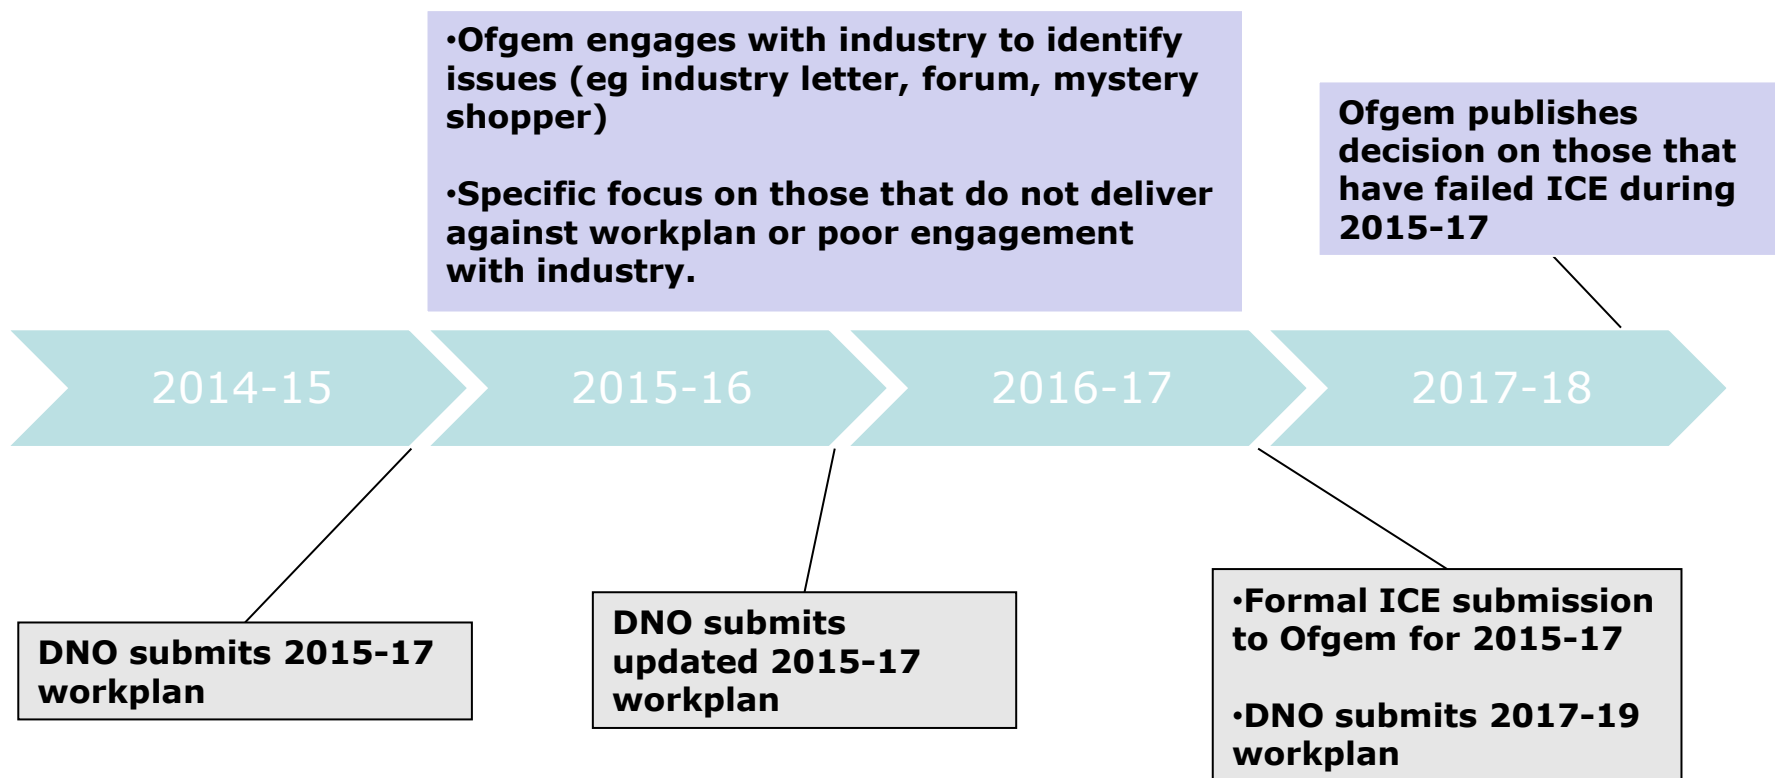 •Ofgem engages with industry to identify
issues (eg industry letter, forum, mystery
shopper)
•Specific focus on those that do not deliver
against workplan or poor engagement
with industry.
Ofgem publishes
decision on those that
have failed ICE during
2015-17
2014-15
2015-16
2016-17
2017-18
DNO submits 2015-17
workplan
DNO submits
updated 2015-17
workplan
•Formal ICE submission
to Ofgem for 2015-17
•DNO submits 2017-19
workplan